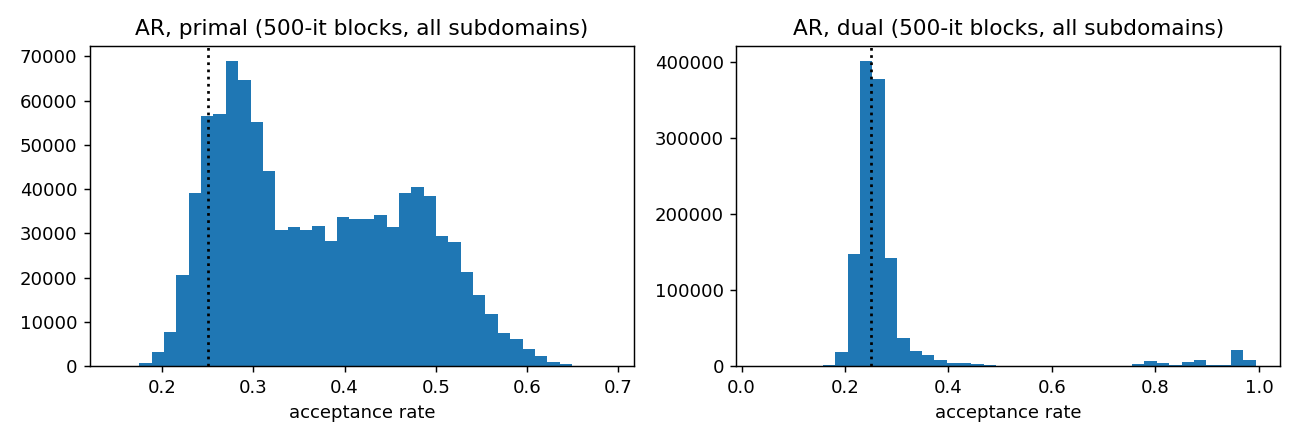 AR, primal (500-it blocks, all subdomains)
70000
60000
50000
40000
30000
20000
10000
0
0.2 0.3 0.4 0.5 0.6 0.7
acceptance rate
AR, dual (500-it blocks, all subdomains)
400000
300000
200000
100000
0
0.0 0.2 0.4 0.6 0.8 1.0
acceptance rate